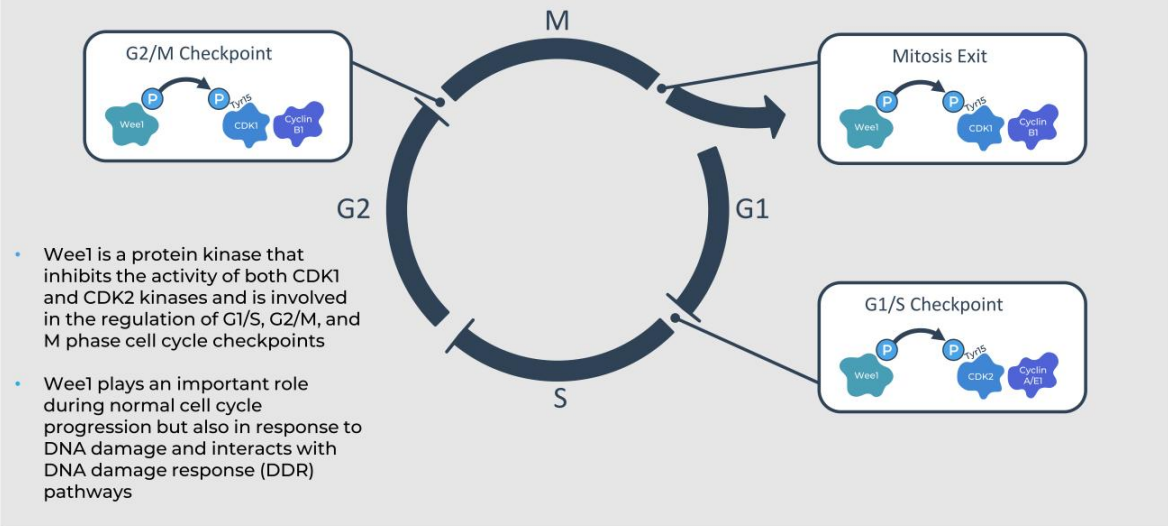 M
G2/M Checkpoint
P
P
Tyr15
Wee1
CDK1
Cyclin
B1
Mitosis Exit
P
P
Tyr15
Wee1
CDK1
Cyclin
B1
G2
G1
• Wee1 is a protein kinase that
inhibits the activity of both CDK1
and CDK2 kinases and is involved
in the regulation of G1/S, G2/M, and
M phase cell cycle checkpoints
• Wee1 plays an important role
during normal cell cycle
progression but also in response to
DNA damage and interacts with
DNA damage response (DDR)
pathways
G1/S Checkpoint
P
P
Tyr15
Wee1
CDK2
Cyclin
A/E1
S